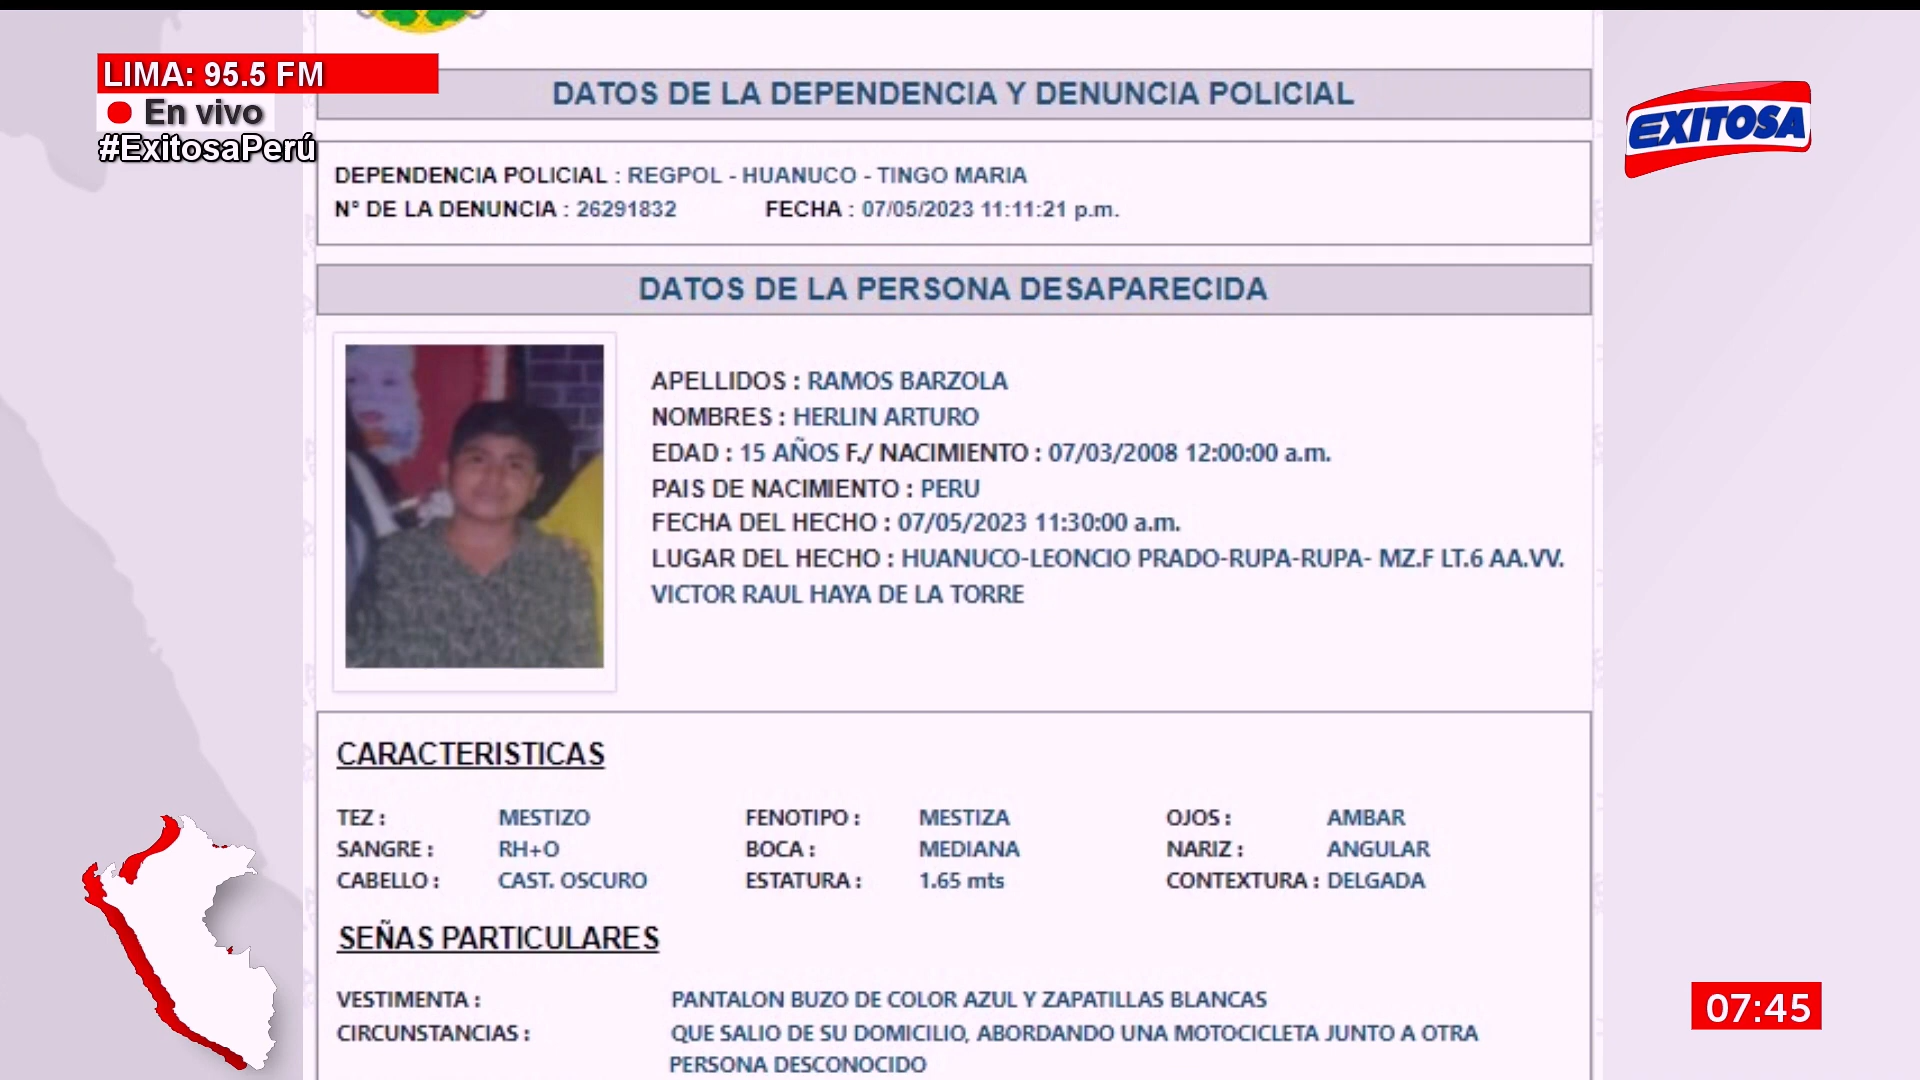 LIMA: 95.5 FM
En vivo
#ExitosaPerú
EXITOSA
DATOS DE LA DEPENDENCIA Y DENUNCIA POLICIAL
DEPENDENCIA POLICIAL : REGPOL - HUANUCO - TINGO MARIA
N° DE LA DENUNCIA : 26291832 FECHA : 07/05/2023 11:11:21 p.m.
DATOS DE LA PERSONA DESAPARECIDA
APELLIDOS : RAMOS BARZOLA
NOMBRES : HERLIN ARTURO
EDAD : 15 AÑOS F./ NACIMIENTO : 07/03/2008 12:00:00 a.m.
PAIS DE NACIMIENTO : PERU
FECHA DEL HECHO : 07/05/2023 11:30:00 a.m.
LUGAR DEL HECHO : HUANUCO-LEONCIO PRADO-RUPA-RUPA- MZ.F LT.6 AA.VV.
VICTOR RAUL HAYA DE LA TORRE
CARACTERISTICAS
TEZ : MESTIZO FENOTIPO : MESTIZA OJOS : AMBAR
SANGRE : RH+O BOCA : MEDIANA NARIZ : ANGULAR
CABELLO : CAST. OSCURO ESTATURA : 1.65 mts CONTEXTURA : DELGADA
SEÑAS PARTICULARES
VESTIMENTA : PANTALON BUZO DE COLOR AZUL Y ZAPATILLAS BLANCAS
CIRCUNSTANCIAS : QUE SALIO DE SU DOMICILIO, ABORDANDO UNA MOTOCICLETA JUNTO A OTRA
PERSONA DESCONOCIDO
07:45